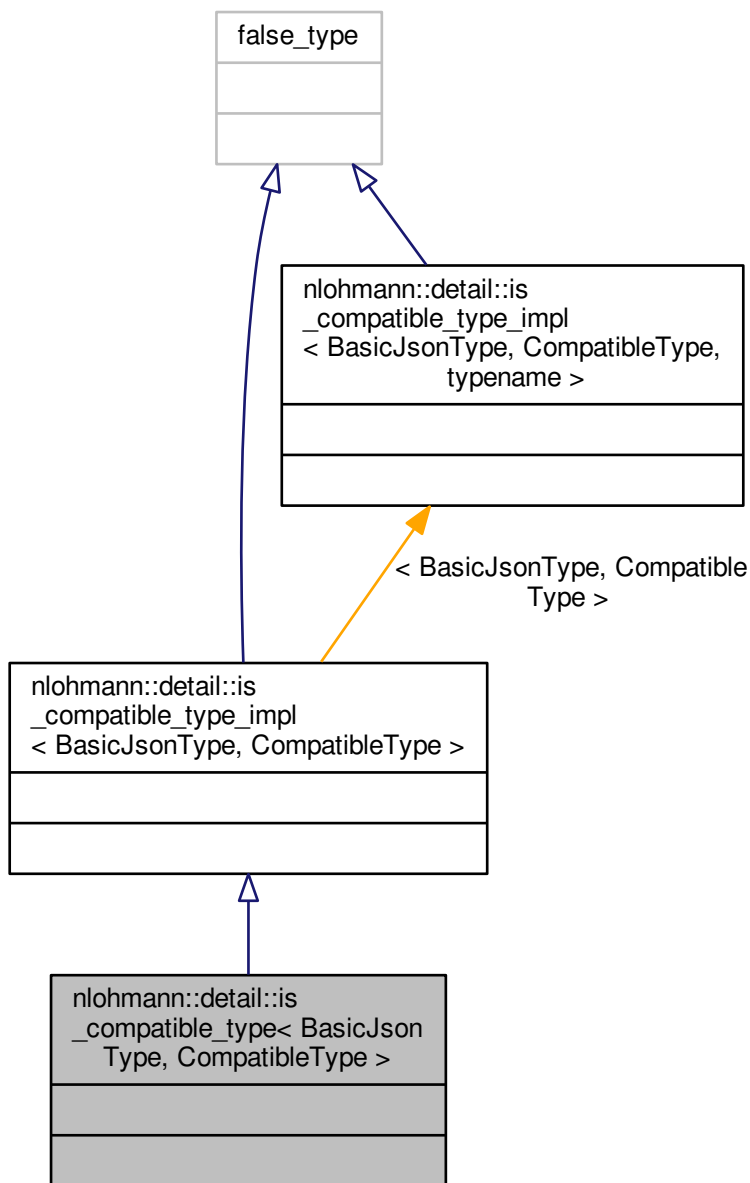 false_type
nlohmann::detail::is
_compatible_type_impl
< BasicJsonType, CompatibleType,
typename >
< BasicJsonType, Compatible
Type >
nlohmann::detail::is
_compatible_type_impl
< BasicJsonType, CompatibleType >
nlohmann::detail::is
_compatible_type< BasicJson
Type, CompatibleType >